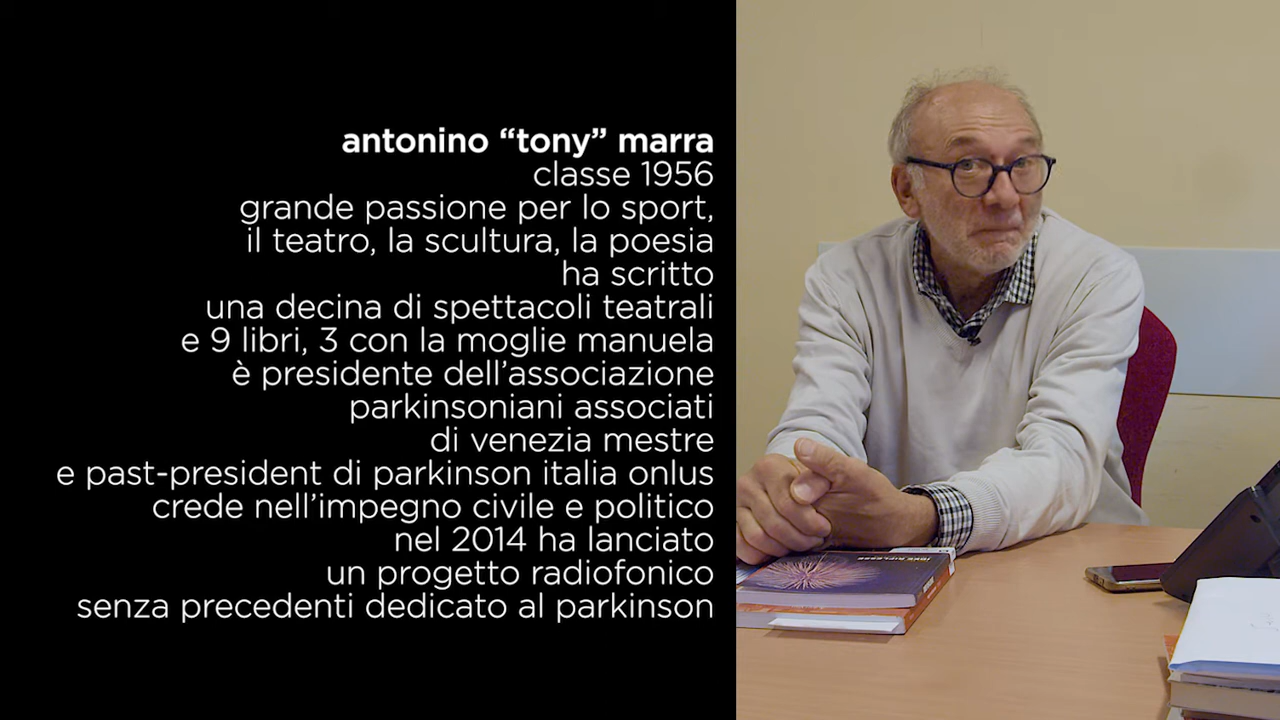 antonino “tony” marra
classe 1956
grande passione per lo sport,
il teatro, la scultura, la poesia
ha scritto
una decina di spettacoli teatrali
e 9 libri, 3 con la moglie manuela
è presidente dell’associazione
parkinsoniani associati
di venezia mestre
e past-president di parkinson italia onlus
crede nell’impegno civile e politico
nel 2014 ha lanciato
un progetto radiofonico
senza precedenti dedicato al parkinson